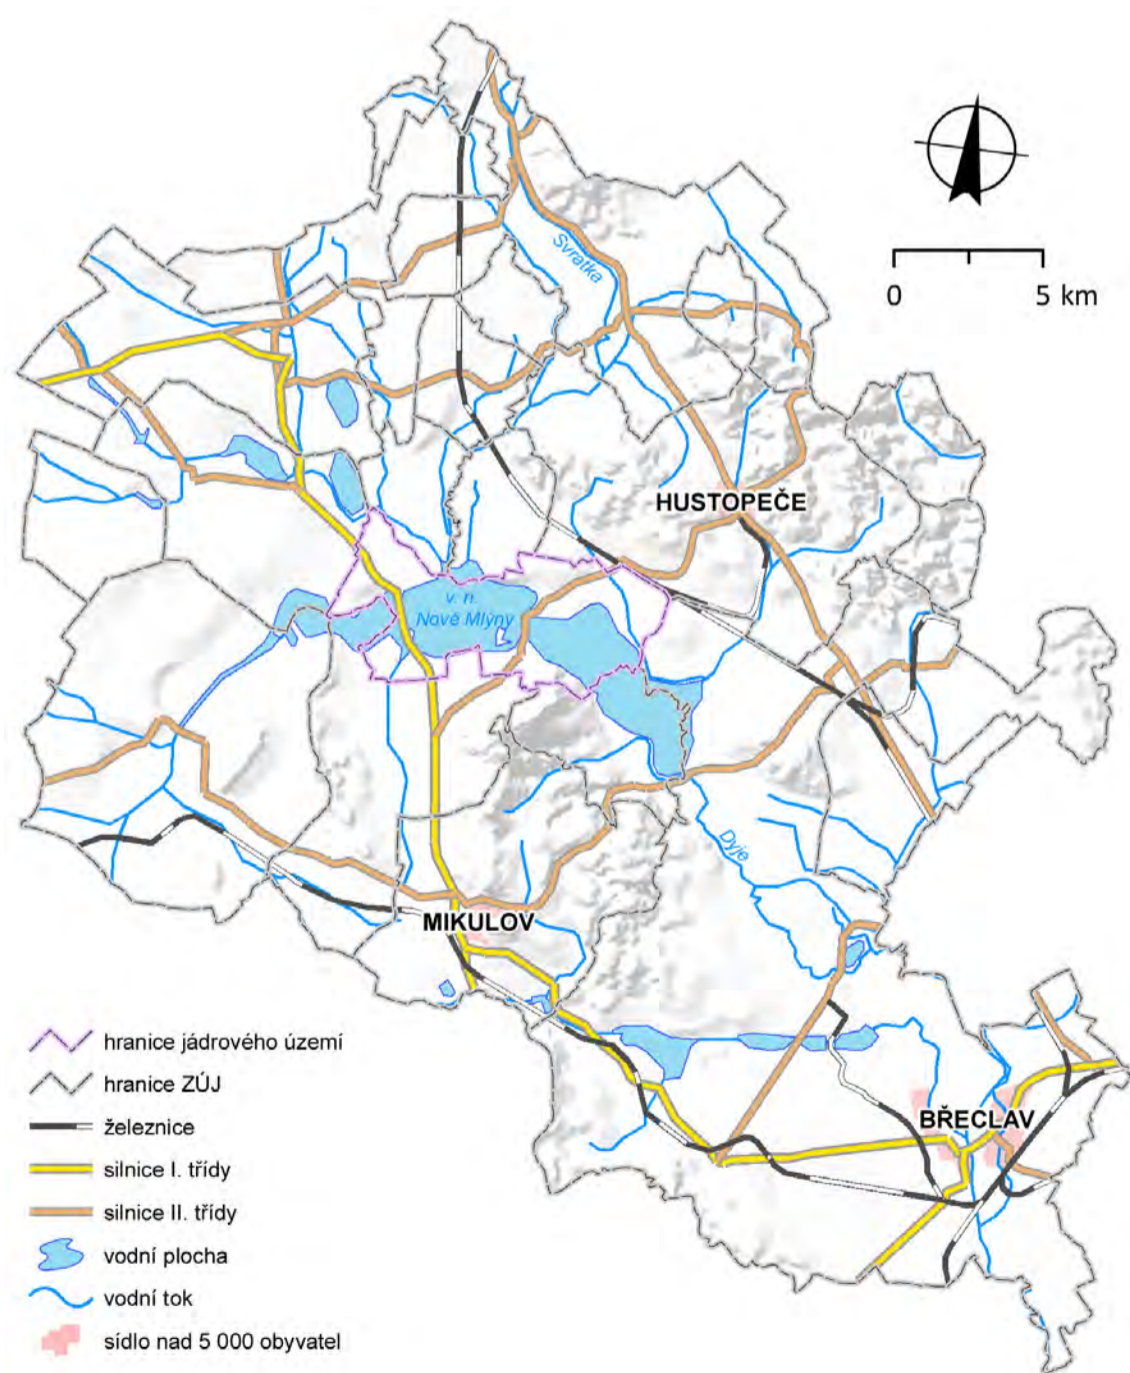 Svratka
0 5 km
HUSTOPEČE
v. n.
Nové Mlýny
Dyje
MIKULOV
BŘECLAV
hranice jádrového území
hranice ZÚJ
železnice
silnice I. třídy
silnice II. třídy
vodní plocha
vodní tok
sídlo nad 5 000 obyvatel